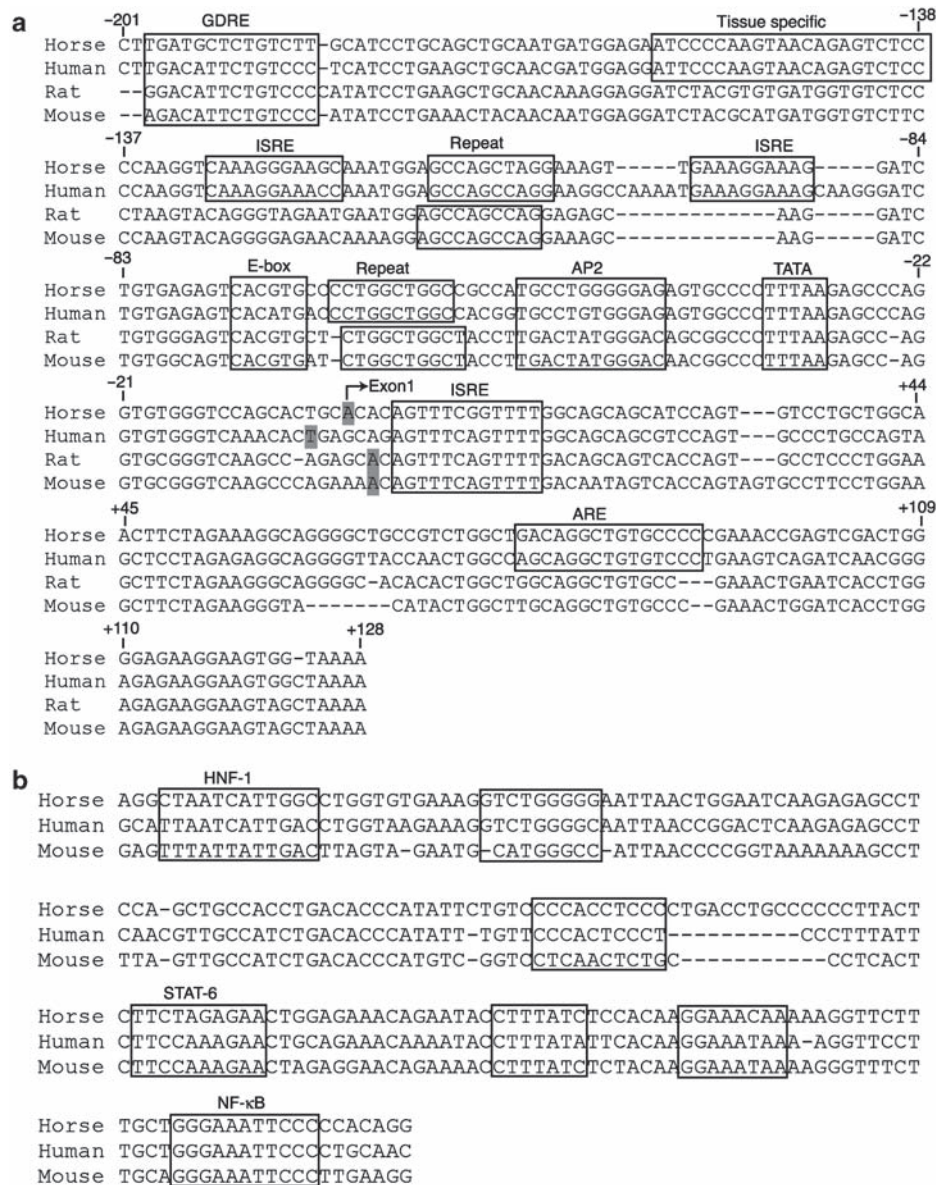 a
−201 GDRE Tissue specific −138
Horse CTTGATGCTCTGTCTT-GCATCCTGCAGCTGCAATGATGGAGAATCCCCAAGTAACAGAGTCTCC
Human CTTGACATTCTGTCCC-TCATCCTGAAGCTGCAACGATGGAGGATTCCCAAGTAACAGAGTCTCC
Rat --GGACATTCTGTCCCCATATCCTGAAGCTGCAACAAAGGAGGATCTACGTGTGATGGTGTCTCC
Mouse --AGACATTCTGTCCC-ATATCCTGAAACTACAACAATGGAGGATCTACGCATGATGGTGTCTTC
−137 ISRE Repeat ISRE −84
Horse CCAAGGTCAAAGGGAAGCAAATGGAGCCAGCTAGGAAAGT-----TGAAAGGAAAG-----GATC
Human CCAAGGTCAAAGGAAACCAAATGGAGCCAGCCAGGAAGGCCAAAATGAAAGGAAAGCAAGGGATC
Rat CTAAGTACAGGGTAGAATGAATGGAGCCAGCCAGGAGAGC-------------AAG-----GATC
Mouse CCAAGTACAGGGGAGAACAAAAGGAGCCAGCCAGGAAAGC-------------AAG-----GATC
−83 E-box Repeat AP2 TATA −22
Horse TGTGAGAGTCACGTGCCCCTGGCTGGCCGCCATGCCTGGGGGAGAGTGCCCCTTTAAGAGCCCAG
Human TGTGAGAGTCACATGACCCTGGCTGGCCACGGTGCCTGTGGGAGAGTGGCCCTTTAAGAGCCCAG
Rat TGTGGGAGTCACGTGCT-CTGGCTGGCTACCTTGACTATGGGACAGCGGCCCTTTAAGAGCC-AG
Mouse TGTGGCAGTCACGTGAT-CTGGCTGGCTACCTTGACTATGGGACAACGGCCCTTTAAGAGCC-AG
−21 Exon1 ISRE +44
Horse GTGTGGGTCCAGCACTGCACACAGTTTCGGTTTTGGCAGCAGCATCCAGT---GTCCTGCTGGCA
Human GTGTGGGTCAAACACTGAGCAGAGTTTCAGTTTTGGCAGCAGCGTCCAGT---GCCCTGCCAGTA
Rat GTGCGGGTCAAGCC-AGAGCACAGTTTCAGTTTTGACAGCAGTCACCAGT---GCCTCCCTGGAA
Mouse GTGCGGGTCAAGCCCAGAAAACAGTTTCAGTTTTGACAATAGTCACCAGTAGTGCCTTCCTGGAA
+45 ARE +109
Horse ACTTCTAGAAAGGCAGGGGCTGCCGTCTGGCTGACAGGCTGTGCCCCCGAAACCGAGTCGACTGG
Human GCTCCTAGAGAGGCAGGGGTTACCAACTGGCCAGCAGGCTGTGTCCCTGAAGTCAGATCAACGGG
Rat GCTTCTAGAAGGGCAGGGGC-ACACACTGGCTGGCAGGCTGTGCC---GAAACTGAATCACCTGG
Mouse GCTTCTAGAAGGGTA-------CATACTGGCTTGCAGGCTGTGCCC--GAAACTGGATCACCTGG
+110 +128
Horse GGAGAAGGAAGTGG-TAAAA
Human AGAGAAGGAAGTGGCTAAAA
Rat AGAGAAGGAAGTAGCTAAAA
Mouse AGAGAAGGAAGTAGCTAAAA
b
HNF-1
Horse AGGCTAATCATTGGCCTGGTGTGAAAGGTCTGGGGGAATTAACTGGAATCAAGAGAGCCT
Human GCATTAATCATTGACCTGGTAAGAAAGGTCTGGGGCAATTAACCGGACTCAAGAGAGCCT
Mouse GAGTTTATTATTGACTTAGTA-GAATG-CATGGGCC-ATTAACCCCGGTAAAAAAAGCCT
Horse CCA-GCTGCCACCTGACACCCATATTCTGTCCCCACCTCCCCTGACCTGCCCCCCTTACT
Human CAACGTTGCCATCTGACACCCATATT-TGTTCCCACTCCCT----------CCCTTTATT
Mouse TTA-GTTGCCATCTGACACCCATGTC-GGTCCTCAACTCTGC-----------CCTCACT
STAT-6
Horse CTTCTAGAGAACTGGAGAAACAGAATACCTTTATCTCCACAAGGAAACAAAAAGGTTCTT
Human CTTCCAAAGAACTGCAGAAACAAAATACCTTTATATTCACAAGGAAATAAA-AGGTTCCT
Mouse CTTCCAAAGAACTAGAGGAACAGAAAACCTTTATCTCTACAAGGAAATAAAAGGGTTTCT
NF-κB
Horse TGCTGGGAAATTCCCCCACAGG
Human TGCTGGGAAATTCCCCTGCAAC
Mouse TGCAGGGAAATTCCCTTGAAGG